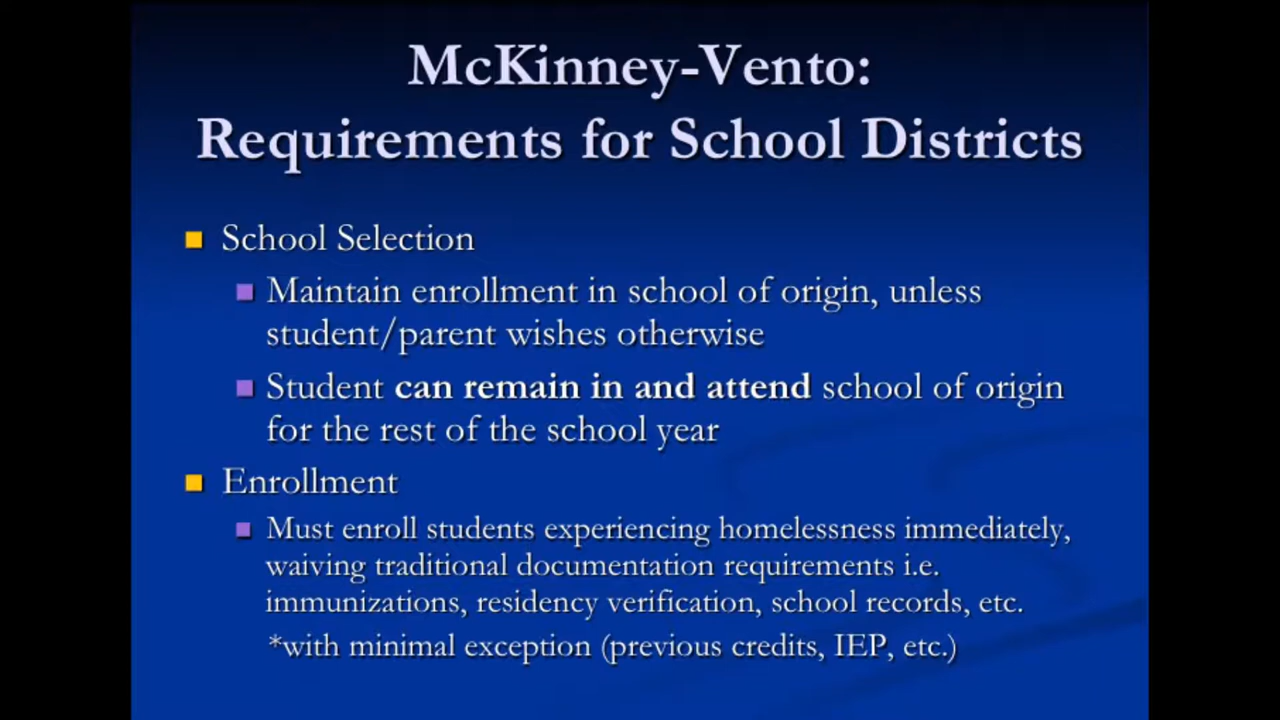 McKinney-Vento:
Requirements for School Districts
School Selection
Maintain enrollment in school of origin, unless
student/parent wishes otherwise
Student can remain in and attend school of origin
for the rest of the school year
Enrollment
Must enroll students experiencing homelessness immediately,
waiving traditional documentation requirements i.e.
immunizations, residency verification, school records, etc.
*with minimal exception (previous credits, IEP, etc.)